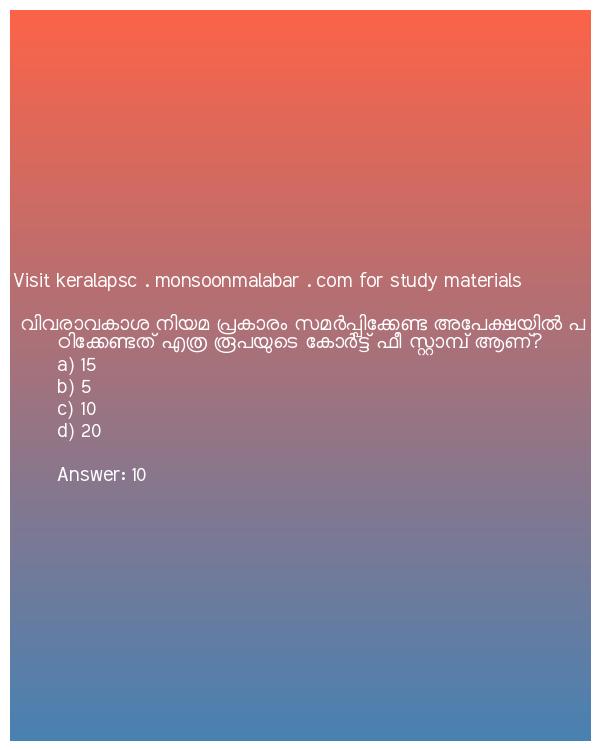 Visit keralapsc . monsoonmalabar . com for study materials
വിവരാവകാശ നിയമ പ്രകാരം സമർപ്പിക്കേണ്ട അപേക്ഷയിൽ പ
ഠിക്കേണ്ടത് എത്ര രൂപയുടെ കോർട്ട് ഫീ സ്റ്റാമ്പ് ആണ്?
a) 15
b) 5
c) 10
d) 20
Answer: 10